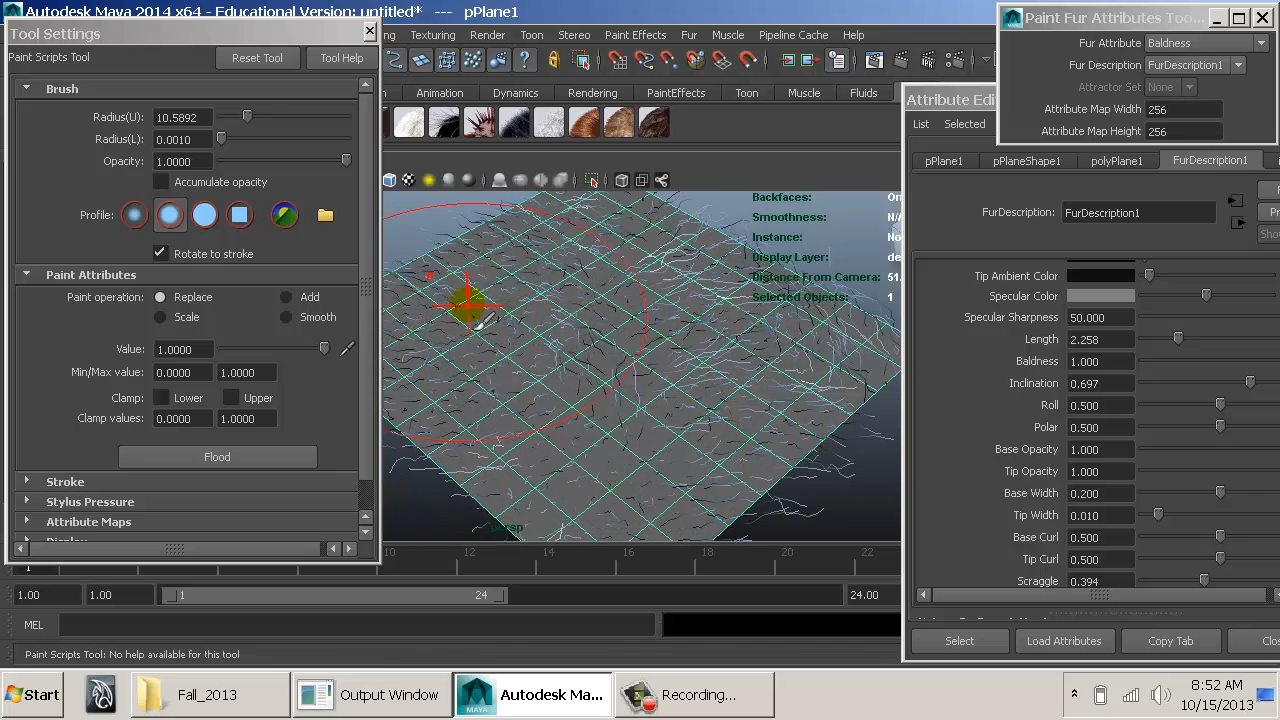 Autodesk Maya 2014 x64 - Educational Version: untitled* --- pPlane1
Paint Fur Attributes Too...
Tool Settings
Texturing Render Toon Stereo Paint Effects Fur Muscle Pipeline Cache Help
Fur Attribute Baldness
Paint Scripts Tool Reset Tool Tool Help
Fur Description: FurDescription1
Attractor Set None
Brush
Animation Dynamics Rendering PaintEffects Toon Muscle Fluids
Attribute Edi
Attribute Map Width 256
Radius(U): 10.5892
List Selected
Attribute Map Height 256
Radius(L): 0.0010
Opacity: 1.0000
pPlane1 pPlaneShape1 polyPlane1 FurDescription1
Accumulate opacity
Backfaces: On
Profile:
Smoothness: N/A
FurDescription: FurDescription1
Instance: No
Rotate to stroke
Display Layer: de
Paint Attributes
Distance From Camera: 51.
Tip Ambient Color
Paint operation: Replace Add
Selected Objects: 1
Specular Color
Scale Smooth
Specular Sharpness 50.000
Length 2.258
Value: 1.0000
Baldness 1.000
Min/Max value: 0.0000 1.0000
Inclination 0.697
Clamp: Lower Upper
Roll 0.500
Clamp values: 0.0000 1.0000
Polar 0.500
Base Opacity 1.000
Flood
Tip Opacity 1.000
Stroke
Base Width 0.200
Stylus Pressure
Tip Width 0.010
Attribute Maps
persp
Base Curl 0.500
Tip Curl 0.500
10 12 14 16 18 20 22
Scraggle 0.394
1
1.00 1.00 1 24 24.00
MEL
Select Load Attributes Copy Tab Clo
Paint Scripts Tool: No help available for this tool
Start Fall_2013 Output Window Autodesk Ma... Recording...
8:52 AM
10/15/2013